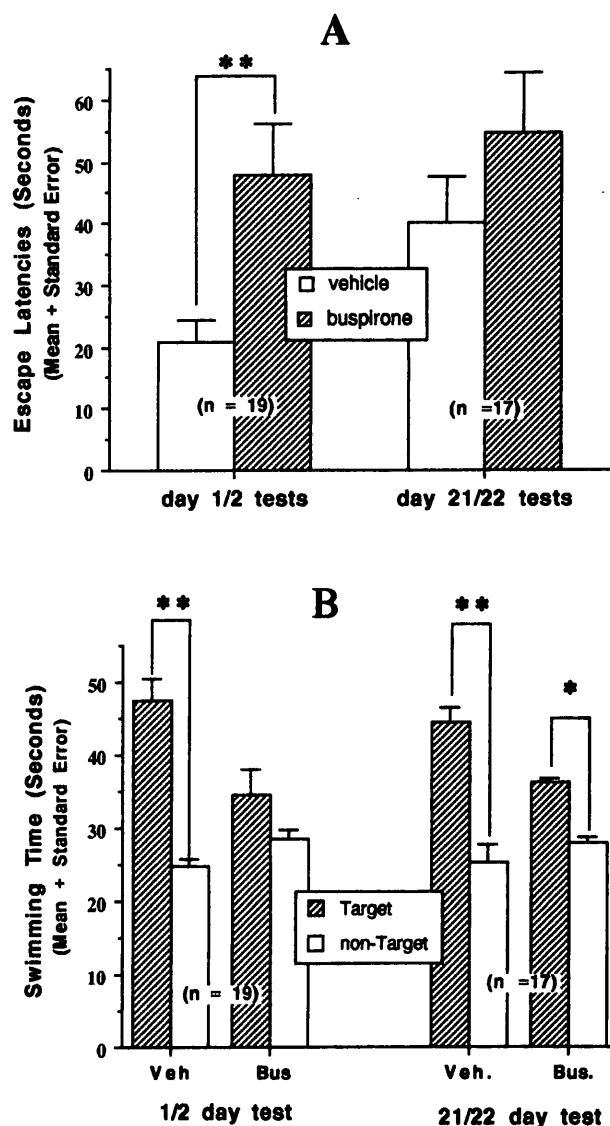 A
**
Escape Latencies (Seconds)
(Mean + Standard Error)
60
50
40
30
20
10
0
vehicle
buspirone
(n = 19)
(n =17)
day 1/2 tests
day 21/22 tests
B
**
**
*
Swimming Time (Seconds)
(Mean + Standard Error)
50
40
30
20
10
0
Target
non-Target
(n = 19)
(n =17)
Veh
Bus
Veh.
Bus.
1/2 day test
21/22 day test